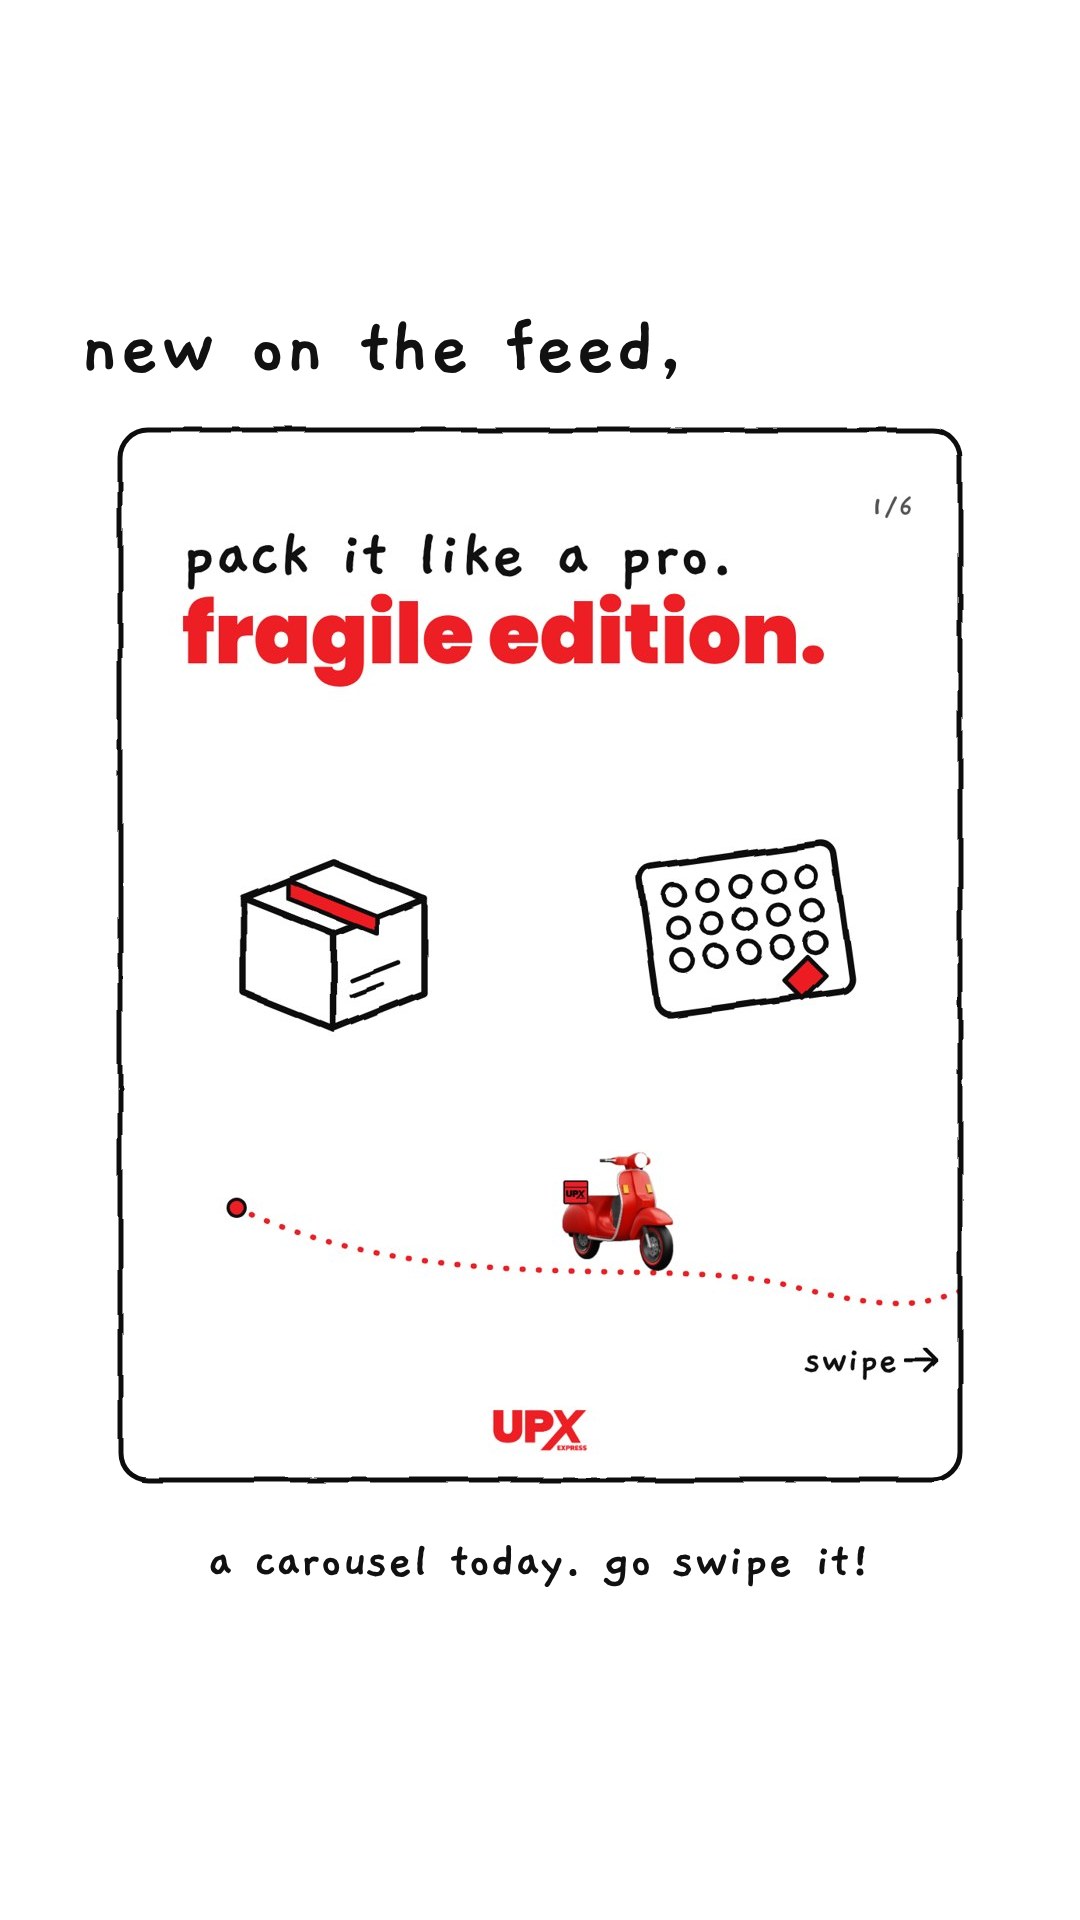 new on the feed,
1/6
pack it like a pro.
fragile edition.
UPX
swipe →
UPX
EXPRESS
a carousel today. go swipe it!